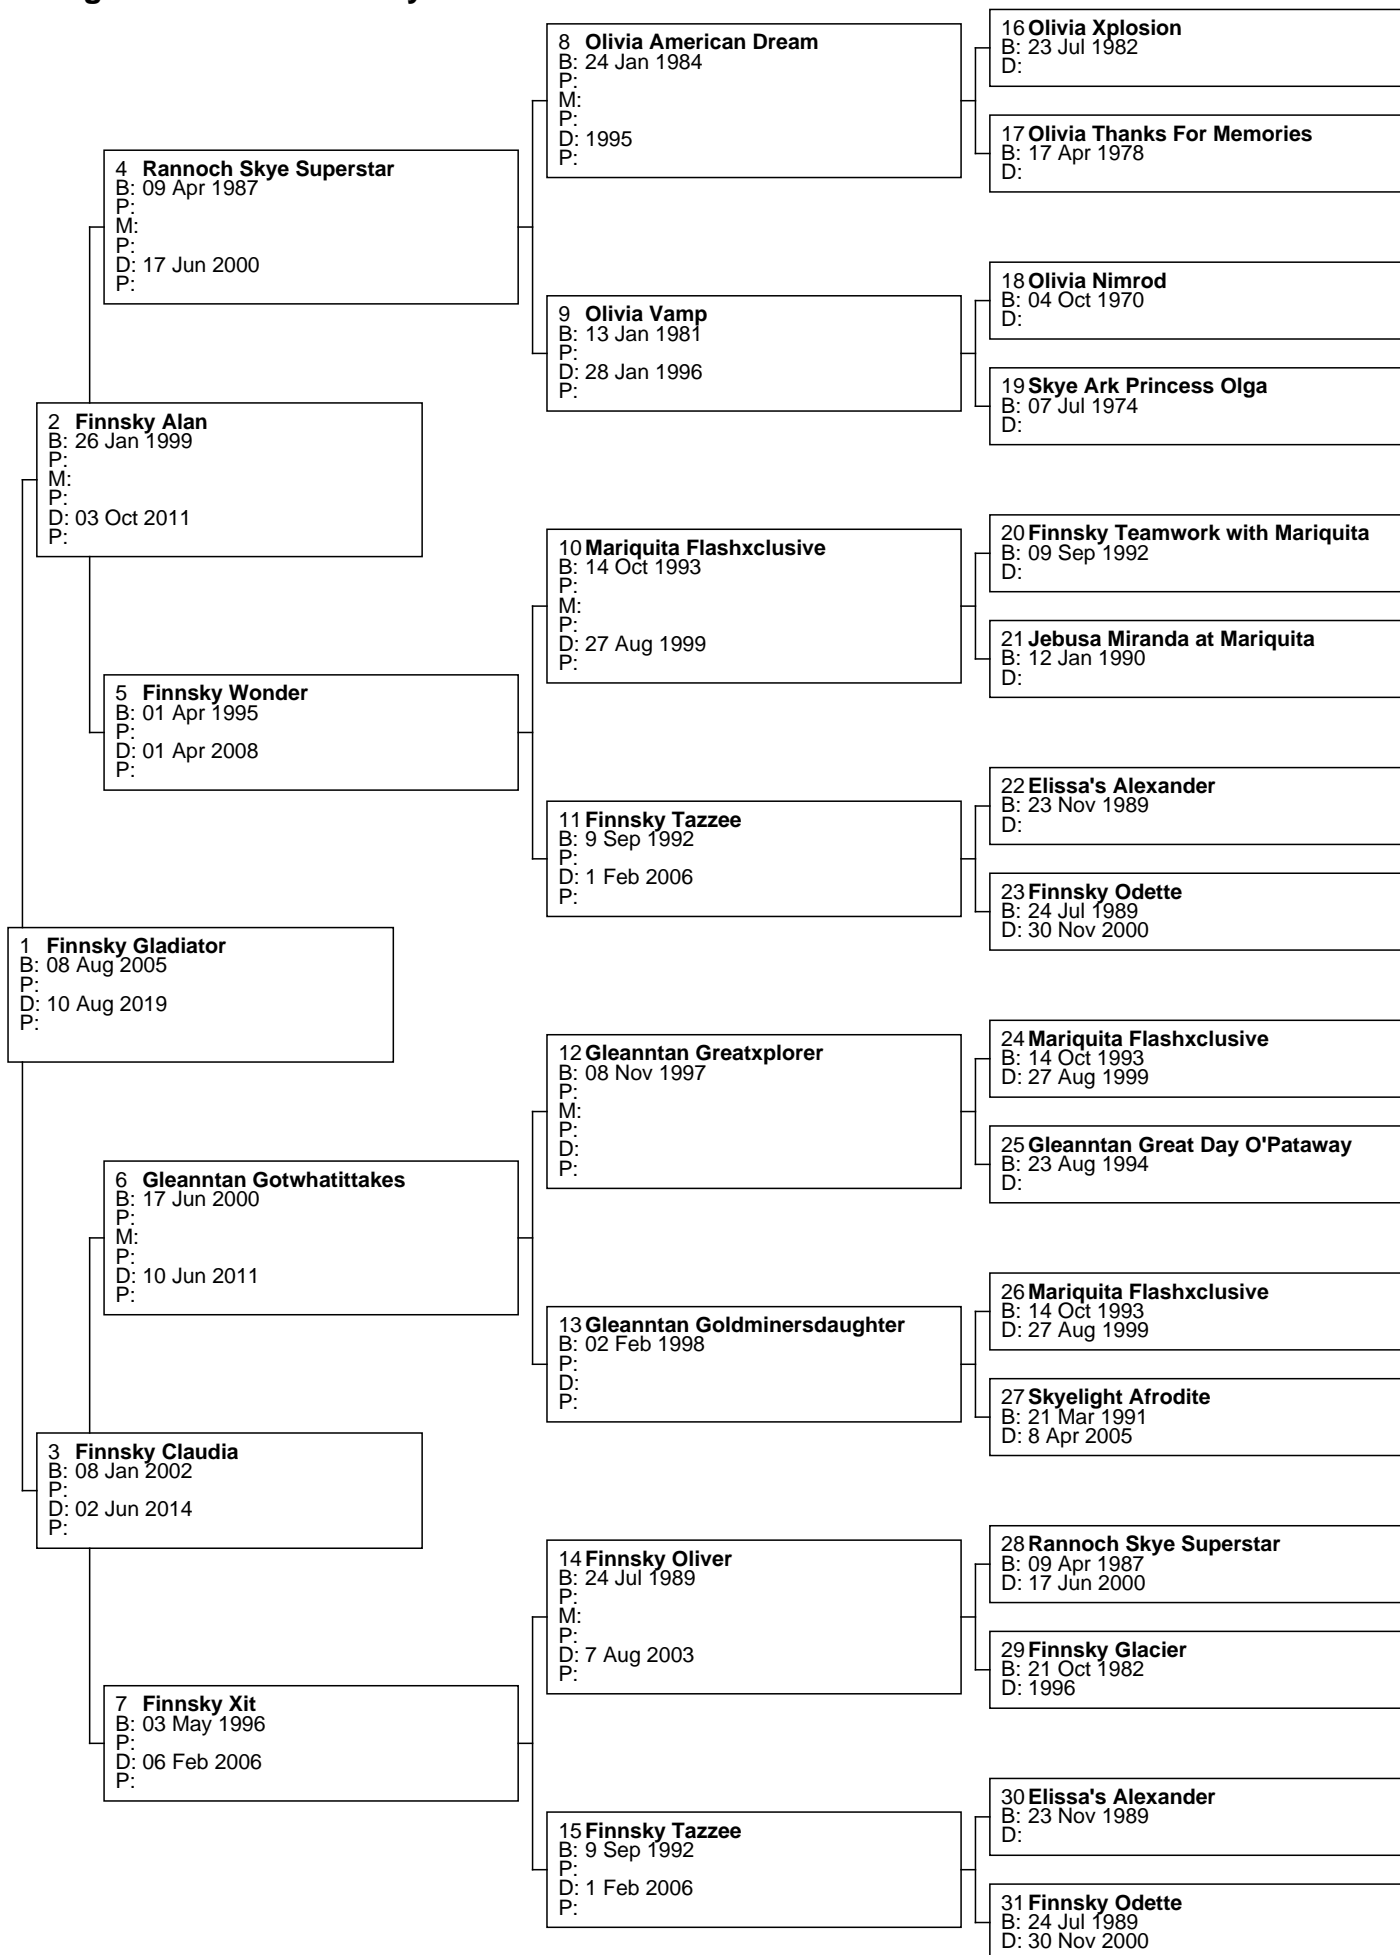 1 Finnsky Gladiator
B: 08 Aug 2005
P:
D: 10 Aug 2019
P:
2 Finnsky Alan
B: 26 Jan 1999
P:
M:
P:
D: 03 Oct 2011
P:
3 Finnsky Claudia
B: 08 Jan 2002
P:
D: 02 Jun 2014
P:
4 Rannoch Skye Superstar
B: 09 Apr 1987
P:
M:
P:
D: 17 Jun 2000
P:
5 Finnsky Wonder
B: 01 Apr 1995
P:
D: 01 Apr 2008
P:
6 Gleanntan Gotwhatittakes
B: 17 Jun 2000
P:
M:
P:
D: 10 Jun 2011
P:
7 Finnsky Xit
B: 03 May 1996
P:
D: 06 Feb 2006
P:
8 Olivia American Dream
B: 24 Jan 1984
P:
M:
P:
D: 1995
P:
9 Olivia Vamp
B: 13 Jan 1981
P:
D: 28 Jan 1996
P:
10 Mariquita Flashxclusive
B: 14 Oct 1993
P:
M:
P:
D: 27 Aug 1999
P:
11 Finnsky Tazzee
B: 9 Sep 1992
P:
D: 1 Feb 2006
P:
12 Gleanntan Greatxplorer
B: 08 Nov 1997
P:
M:
P:
D:
P:
13 Gleanntan Goldminersdaughter
B: 02 Feb 1998
P:
D:
P:
14 Finnsky Oliver
B: 24 Jul 1989
P:
M:
P:
D: 7 Aug 2003
P:
15 Finnsky Tazzee
B: 9 Sep 1992
P:
D: 1 Feb 2006
P:
16 Olivia Xplosion
B: 23 Jul 1982
D:
17 Olivia Thanks For Memories
B: 17 Apr 1978
D:
18 Olivia Nimrod
B: 04 Oct 1970
D:
19 Skye Ark Princess Olga
B: 07 Jul 1974
D:
20 Finnsky Teamwork with Mariquita
B: 09 Sep 1992
D:
21 Jebusa Miranda at Mariquita
B: 12 Jan 1990
D:
22 Elissa's Alexander
B: 23 Nov 1989
D:
23 Finnsky Odette
B: 24 Jul 1989
D: 30 Nov 2000
24 Mariquita Flashxclusive
B: 14 Oct 1993
D: 27 Aug 1999
25 Gleanntan Great Day O'Pataway
B: 23 Aug 1994
D:
26 Mariquita Flashxclusive
B: 14 Oct 1993
D: 27 Aug 1999
27 Skyelight Afrodite
B: 21 Mar 1991
D: 8 Apr 2005
28 Rannoch Skye Superstar
B: 09 Apr 1987
D: 17 Jun 2000
29 Finnsky Glacier
B: 21 Oct 1982
D: 1996
30 Elissa's Alexander
B: 23 Nov 1989
D:
31 Finnsky Odette
B: 24 Jul 1989
D: 30 Nov 2000